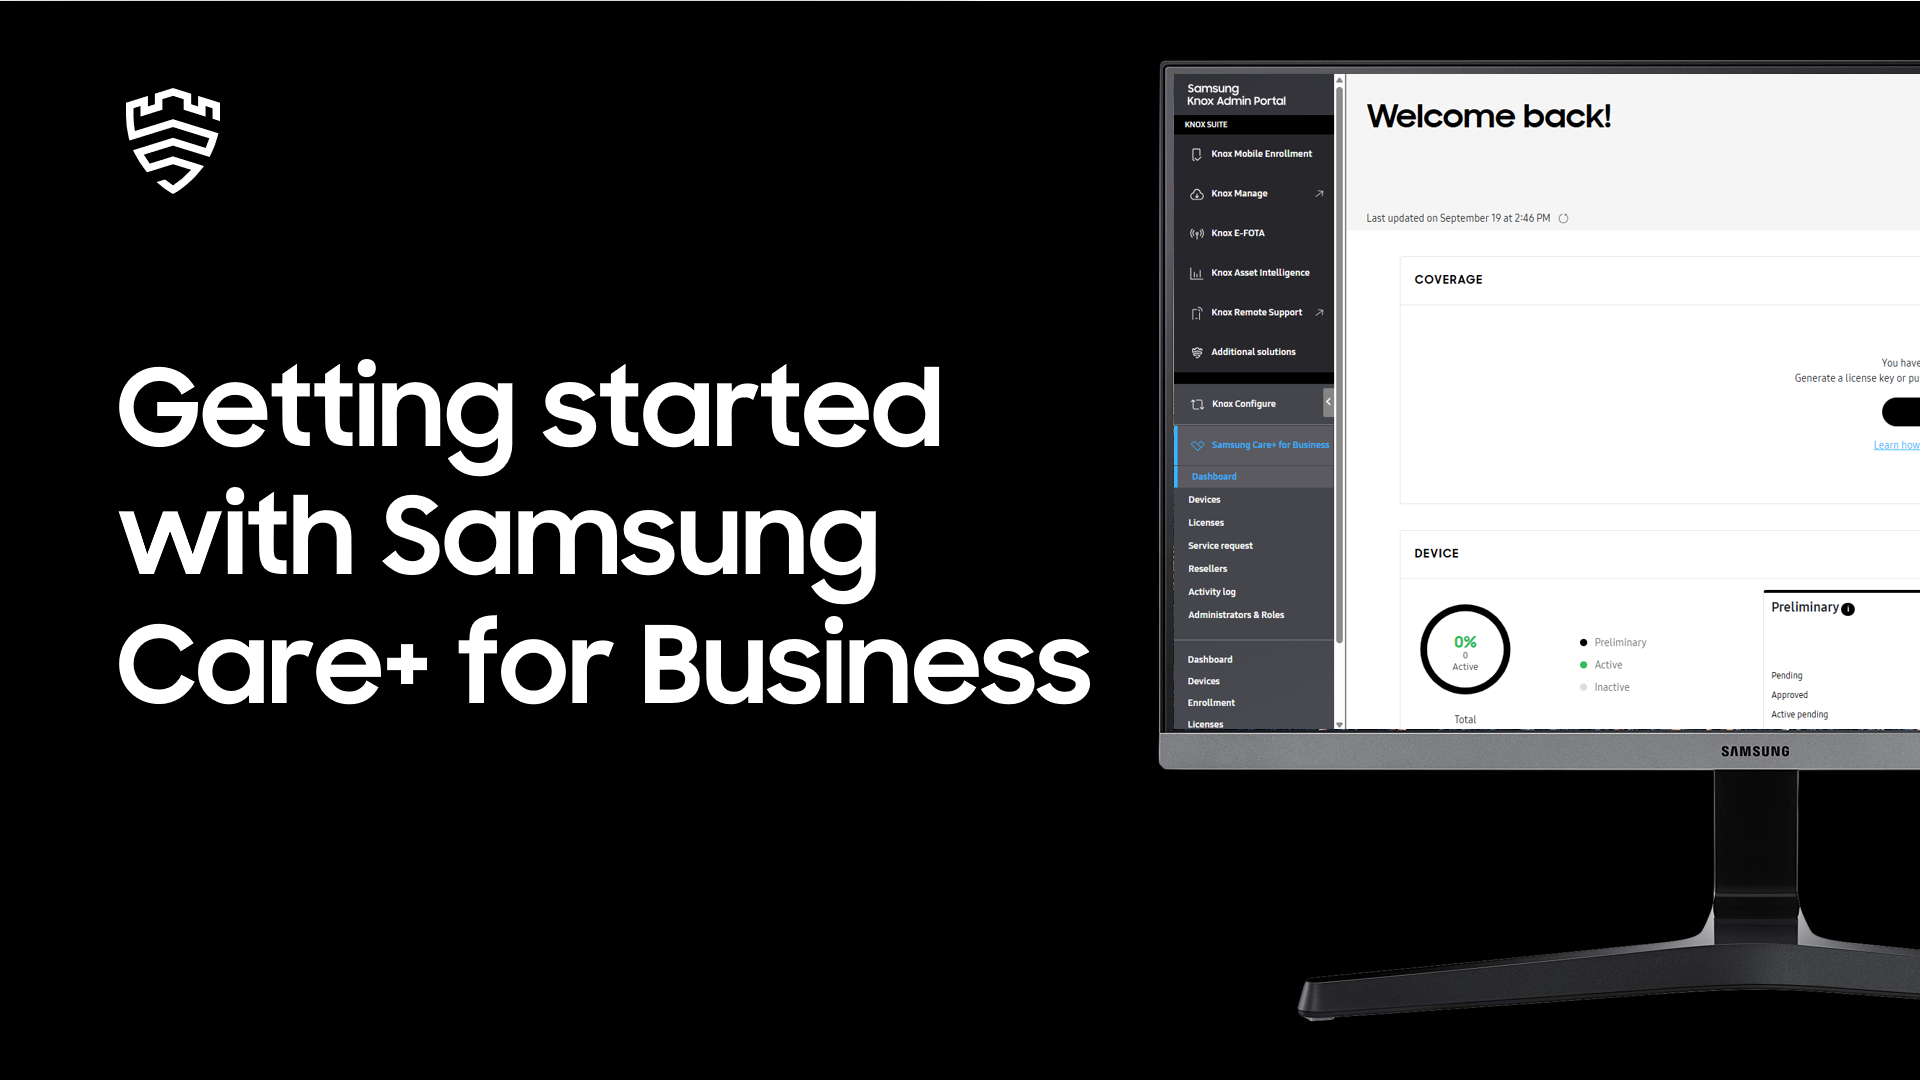 Getting started
with Samsung
Care+ for Business
Samsung
Knox Admin Portal
KNOX SUITE
Knox Mobile Enrollment
Knox Manage
Knox E-FOTA
Knox Asset Intelligence
Knox Remote Support
Additional solutions
Knox Configure
Samsung Care+ for Business
Dashboard
Devices
Licenses
Service request
Resellers
Activity log
Administrators & Roles
Dashboard
Devices
Enrollment
Licenses
Welcome back!
Last updated on September 19 at 2:46 PM
COVERAGE
You have
Generate a license key or pu
Learn how
DEVICE
0%
0
Active
Total
Preliminary
Active
Inactive
Preliminary
Pending
Approved
Active pending
SAMSUNG